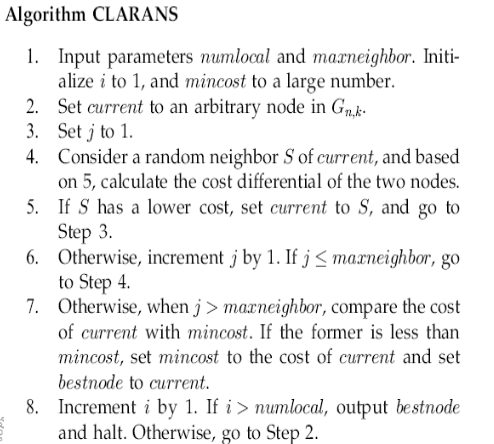 Algorithm CLARANS
1. Input parameters numlocal and maxneighbor. Initi-
alize i to 1, and mincost to a large number.
2. Set current to an arbitrary node in Gn,k.
3. Set j to 1.
4. Consider a random neighbor S of current, and based
on 5, calculate the cost differential of the two nodes.
5. If S has a lower cost, set current to S, and go to
Step 3.
6. Otherwise, increment j by 1. If j ≤ maxneighbor, go
to Step 4.
7. Otherwise, when j > maxneighbor, compare the cost
of current with mincost. If the former is less than
mincost, set mincost to the cost of current and set
bestnode to current.
8. Increment i by 1. If i > numlocal, output bestnode
and halt. Otherwise, go to Step 2.